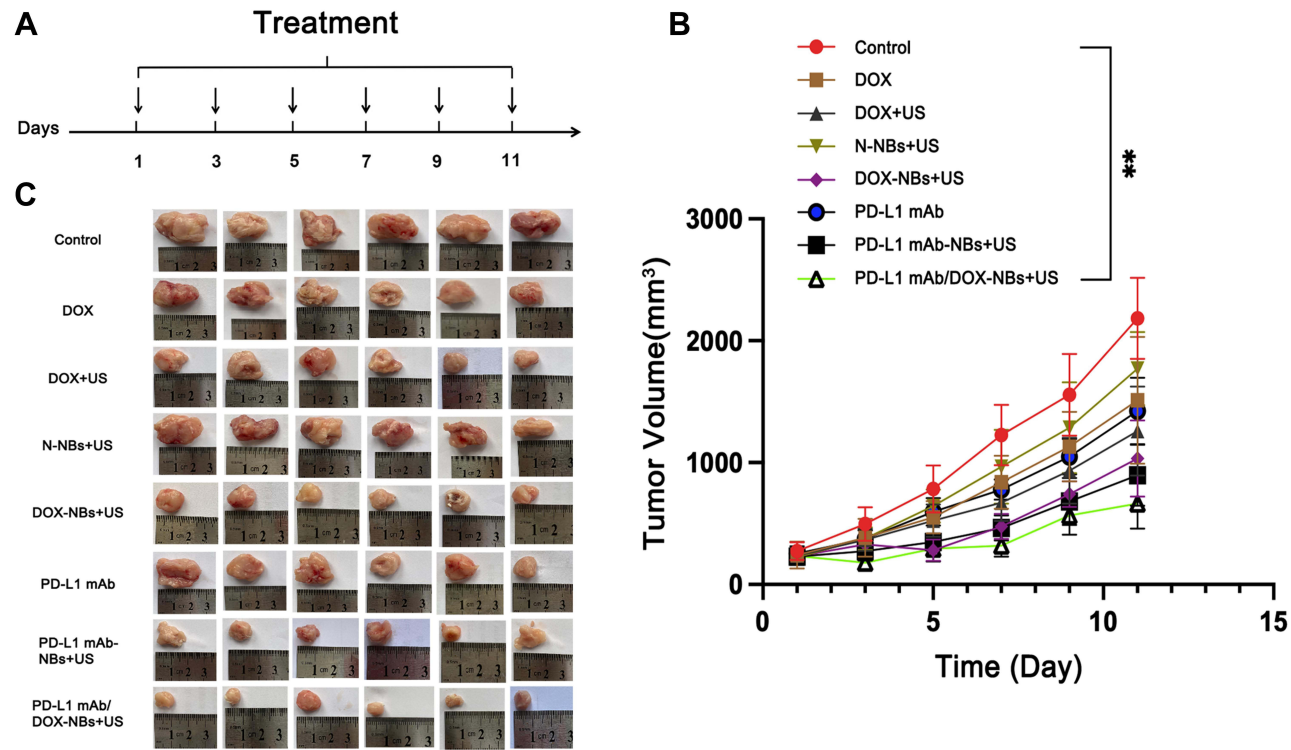 A
Treatment
Days
1 3 5 7 9 11
B
Control
DOX
DOX+US
N-NBs+US
DOX-NBs+US
PD-L1 mAb
PD-L1 mAb-NBs+US
PD-L1 mAb/DOX-NBs+US
**
Tumor Volume(mm³)
3000
2000
1000
0
0 5 10 15
Time (Day)
C
Control
DOX
DOX+US
N-NBs+US
DOX-NBs+US
PD-L1 mAb
PD-L1 mAb-
NBs+US
PD-L1 mAb/
DOX-NBs+US